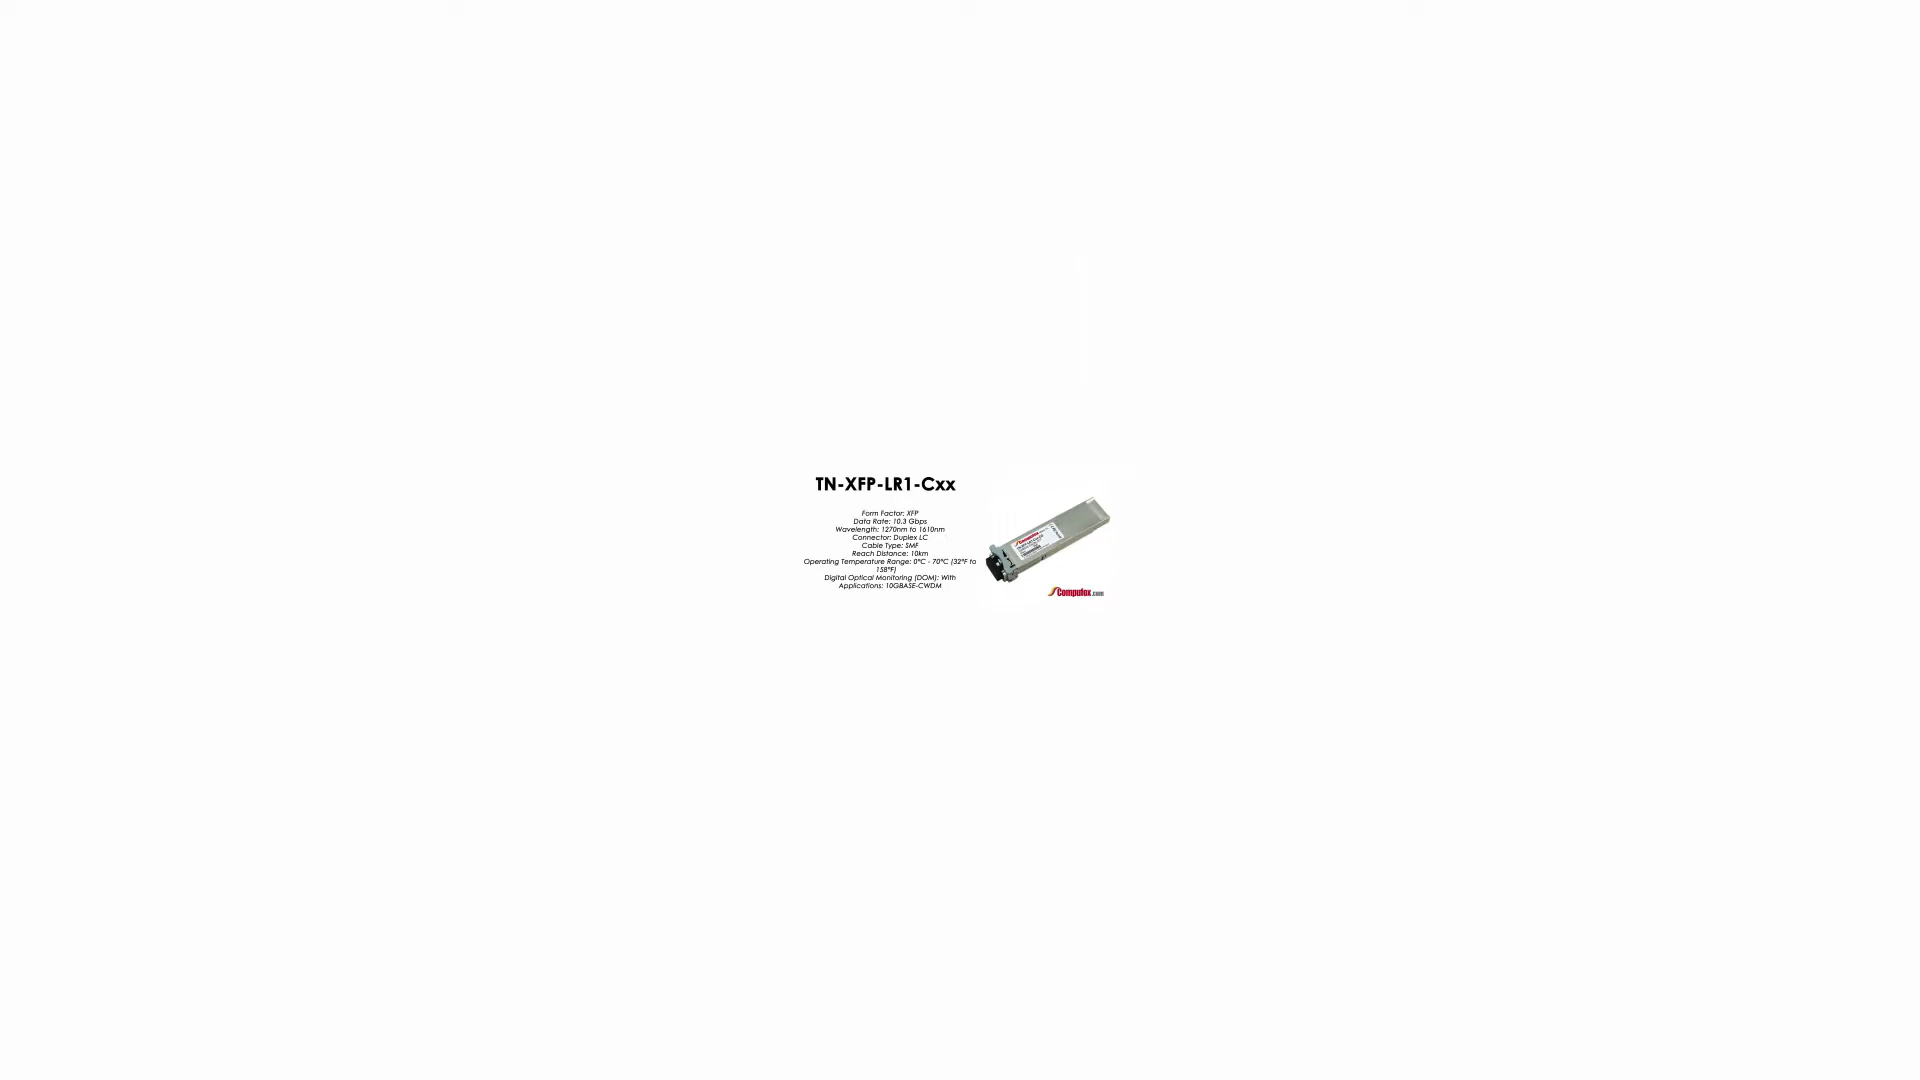 TN-XFP-LR1-Cxx
Form Factor: XFP
Data Rate: 10.3 Gbps
Wavelength: 1270nm to 1610nm
Connector: Duplex LC
Cable Type: SMF
Reach Distance: 10km
Operating Temperature Range: 0°C - 70°C (32°F to
158°F)
Digital Optical Monitoring (DOM): With
Applications: 10GBASE-CWDM
Compufox
Compufox.com